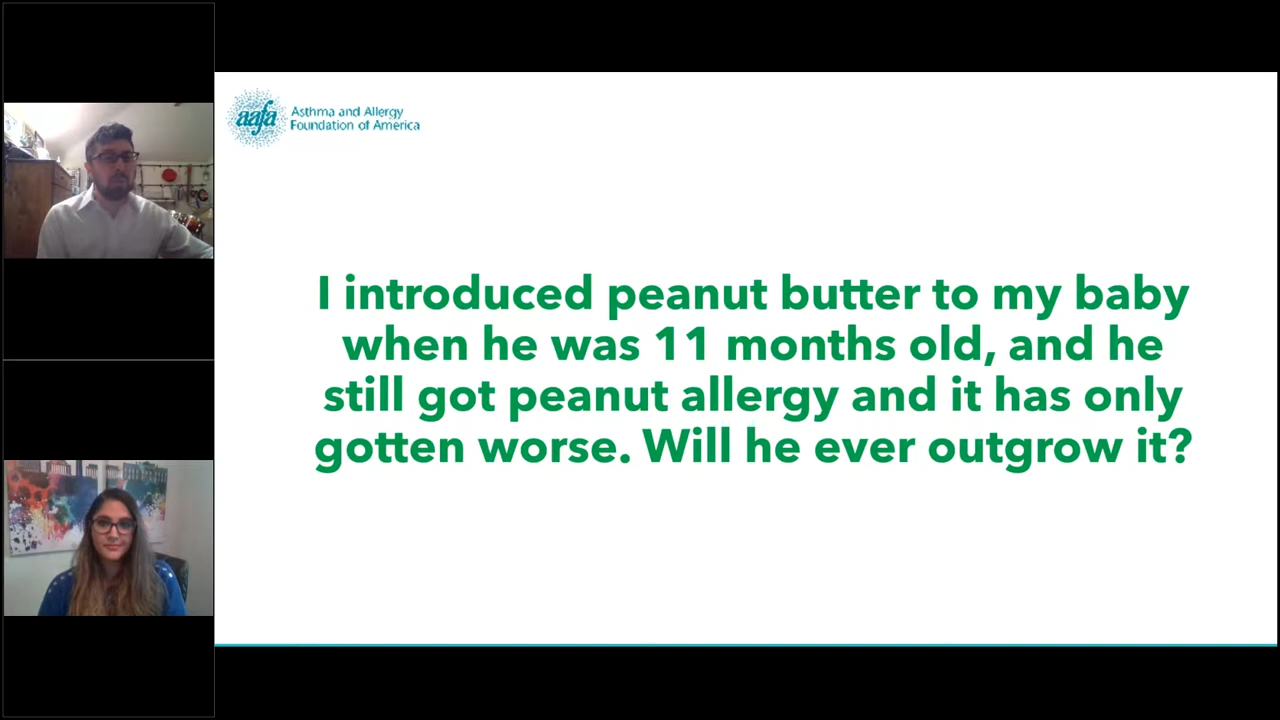 aafa
Asthma and Allergy
Foundation of America
I introduced peanut butter to my baby
when he was 11 months old, and he
still got peanut allergy and it has only
gotten worse. Will he ever outgrow it?